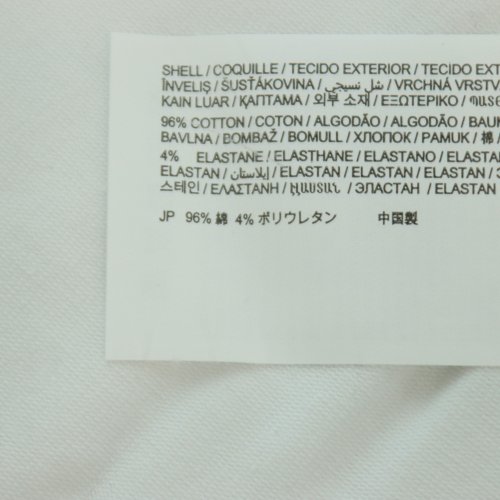 SHELL / COQUILLE / TECIDO EXTERIOR / TECIDO EXT
ÎNVELIŞ / ŠUSTÁKOVINA / شل نسيجي / VRCHNÁ VRSTV
KAIN LUAR / ҚАПТАМА / 외부 소재 / ΕΞΩΤΕΡΙΚΟ /
96% COTTON / COTON / ALGODÃO / ALGODÃO / BAUM
BAVLNA / BOMBAŽ / BOMULL / ХЛОПОК / PAMUK / 棉 /
4% ELASTANE / ELASTHANE / ELASTANO / ELASTAN
ELASTAN / إيلاستان / ELASTAN / ELASTAN / ELASTAN / Э
스테인 / ΕΛΑΣΤΑΝΗ / / ЭЛАСТАН / ELASTAN
JP 96% 綿 4% ポリウレタン 中国製